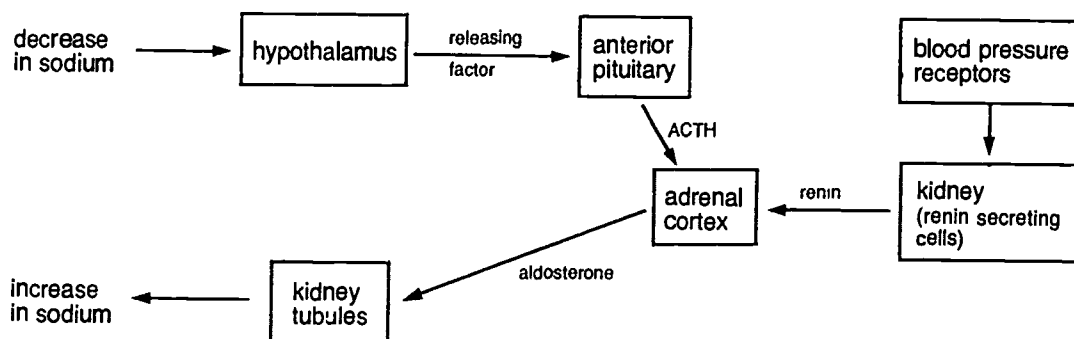 decrease
in sodium
hypothalamus
releasing
factor
anterior
pituitary
blood pressure
receptors
ACTH
adrenal
cortex
renin
kidney
(renin secreting
cells)
aldosterone
increase
in sodium
kidney
tubules